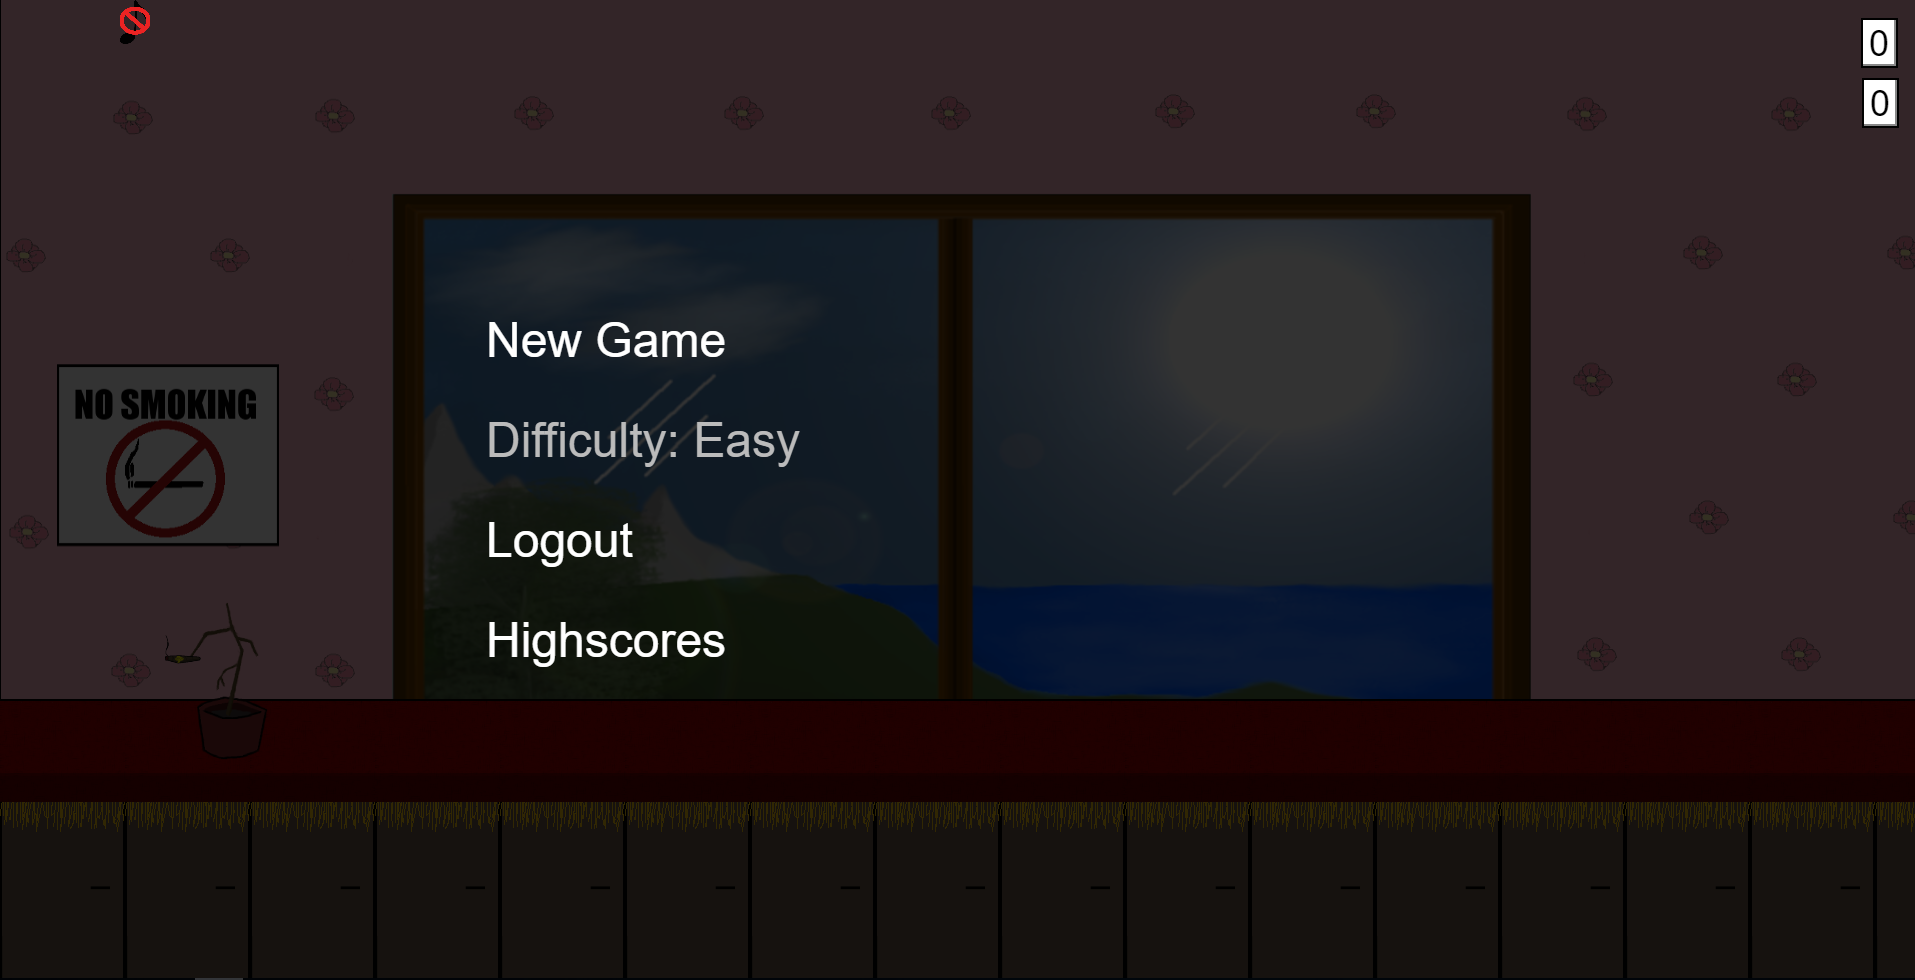 0
0
New Game
NO SMOKING
Difficulty: Easy
Logout
Highscores